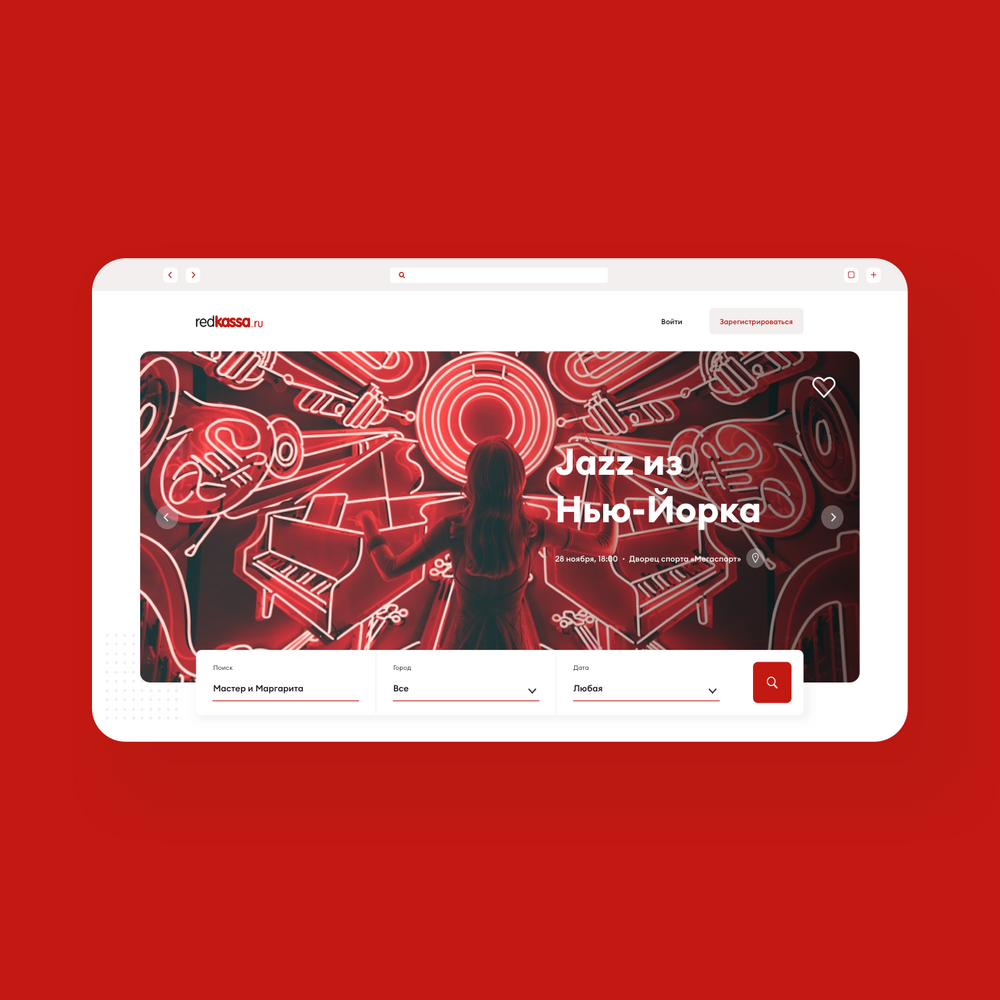 redkassa.ru
Войти
Зарегистрироваться
Jazz из
Нью-Йорка
28 ноября, 18:00 · Дворец спорта «Мегаспорт»
Поиск
Мастер и Маргарита
Город
Все
Дата
Любая